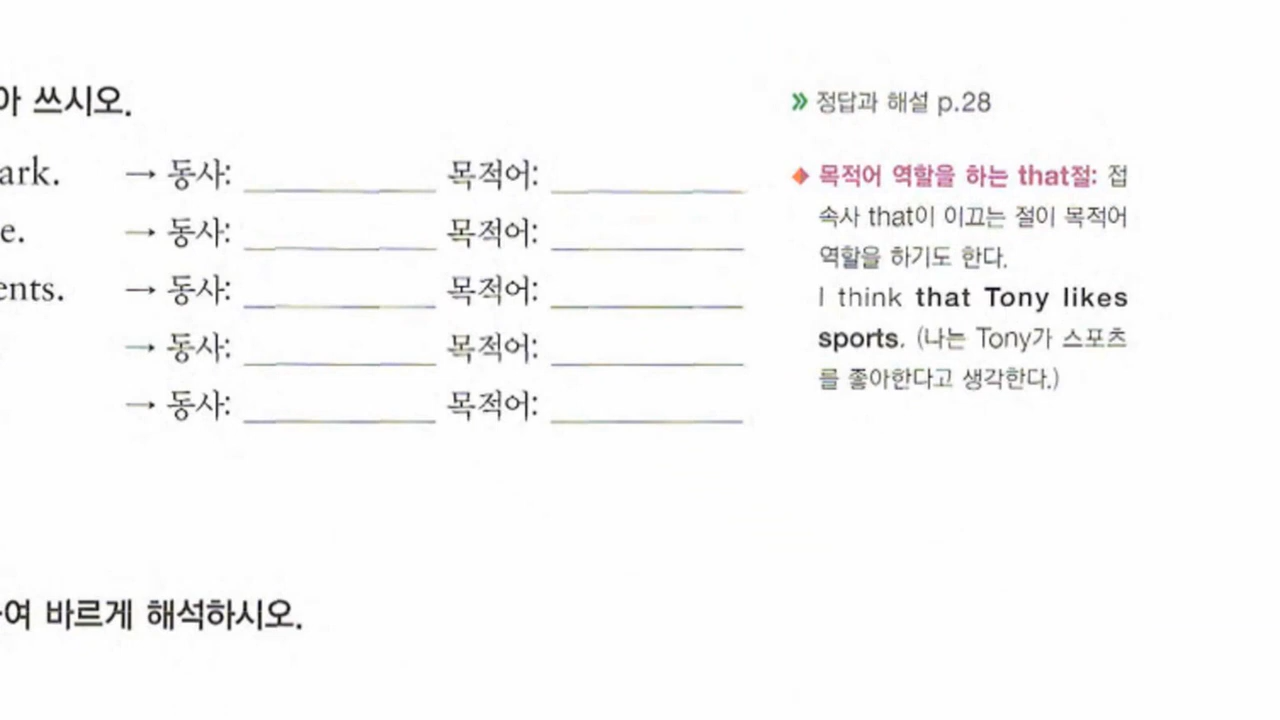 쓰시오.
→ 동사: 목적어:
→ 동사: 목적어:
→ 동사: 목적어:
→ 동사: 목적어:
→ 동사: 목적어:
바르게 해석하시오.
» 정답과 해설 p.28
◆ 목적어 역할을 하는 that절: 접
속사 that이 이끄는 절이 목적어
역할을 하기도 한다.
I think that Tony likes
sports. (나는 Tony가 스포츠
를 좋아한다고 생각한다.)